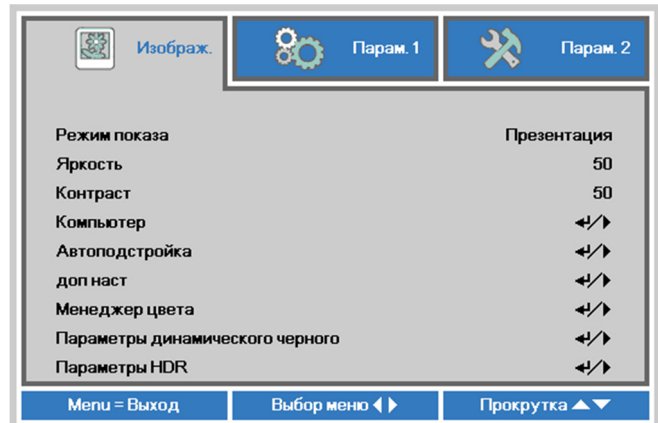 Изображ.
Парам. 1
Парам. 2
Режим показа Презентация
Яркость 50
Контраст 50
Компьютер
Автоподстройка
доп наст
Менеджер цвета
Параметры динамического черного
Параметры HDR
Menu = Выход
Выбор меню
Прокрутка